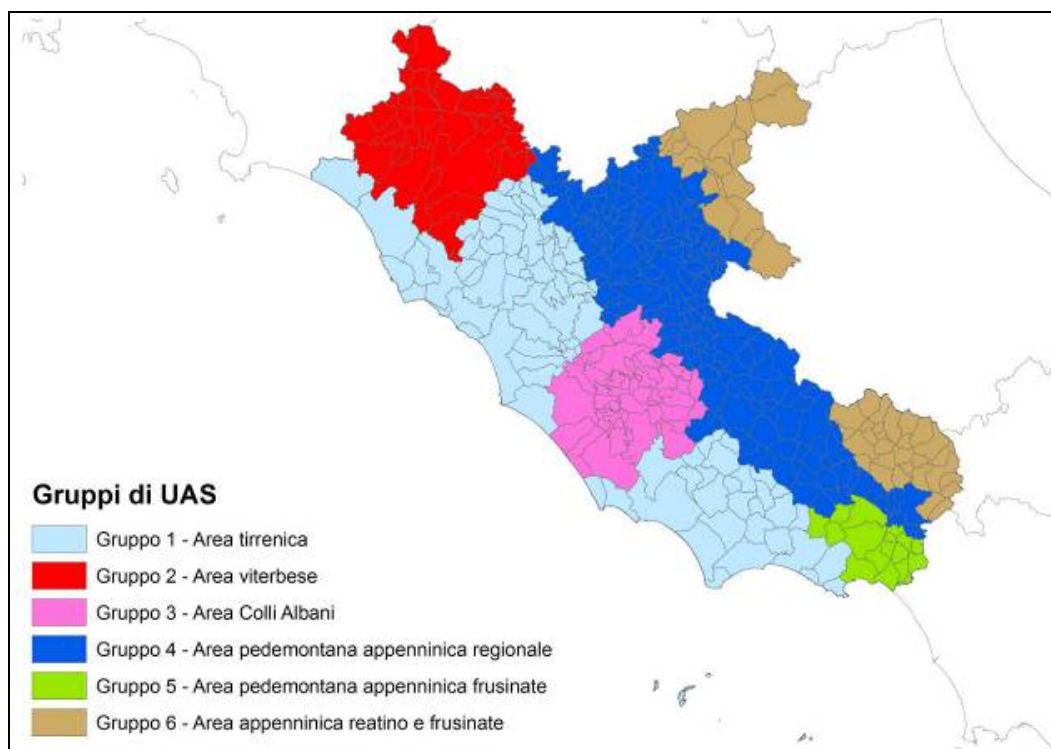 Gruppi di UAS
Gruppo 1 - Area tirrenica
Gruppo 2 - Area viterbese
Gruppo 3 - Area Colli Albani
Gruppo 4 - Area pedemontana appenninica regionale
Gruppo 5 - Area pedemontana appenninica frusinate
Gruppo 6 - Area appenninica reatino e frusinate